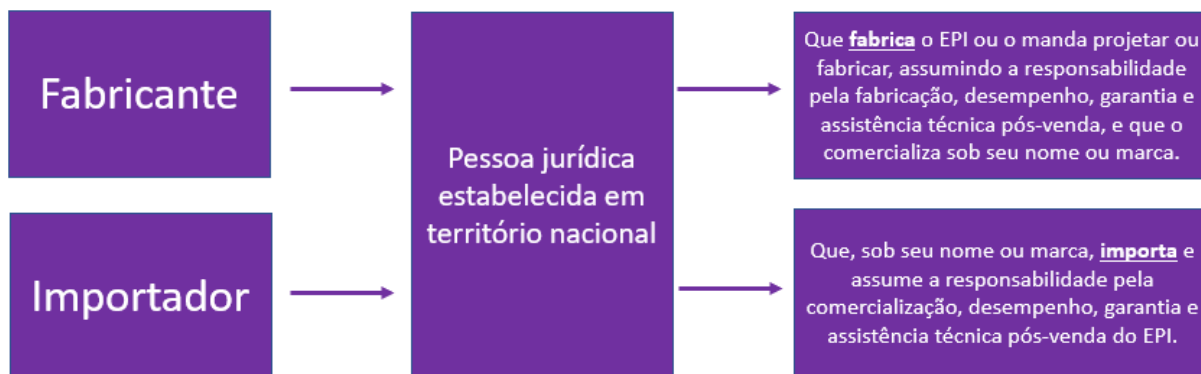 Fabricante
Importador
Pessoa jurídica
estabelecida em
território nacional
Que fabrica o EPI ou o manda projetar ou
fabricar, assumindo a responsabilidade
pela fabricação, desempenho, garantia e
assistência técnica pós-venda, e que o
comercializa sob seu nome ou marca.
Que, sob seu nome ou marca, importa e
assume a responsabilidade pela
comercialização, desempenho, garantia e
assistência técnica pós-venda do EPI.